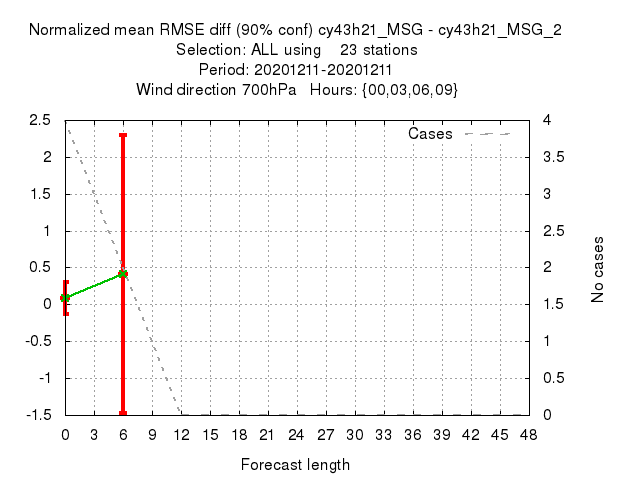 Normalized mean RMSE diff (90% conf) cy43h21_MSG - cy43h21_MSG_2
Selection: ALL using    23 stations
Period: 20201211-20201211
Wind direction 700hPa   Hours: {00,03,06,09}
Cases
2.5
2
1.5
1
0.5
0
-0.5
-1
-1.5
4
3.5
3
2.5
2
1.5
1
0.5
0
No cases
0 3 6 9 12 15 18 21 24 27 30 33 36 39 42 45 48
Forecast length